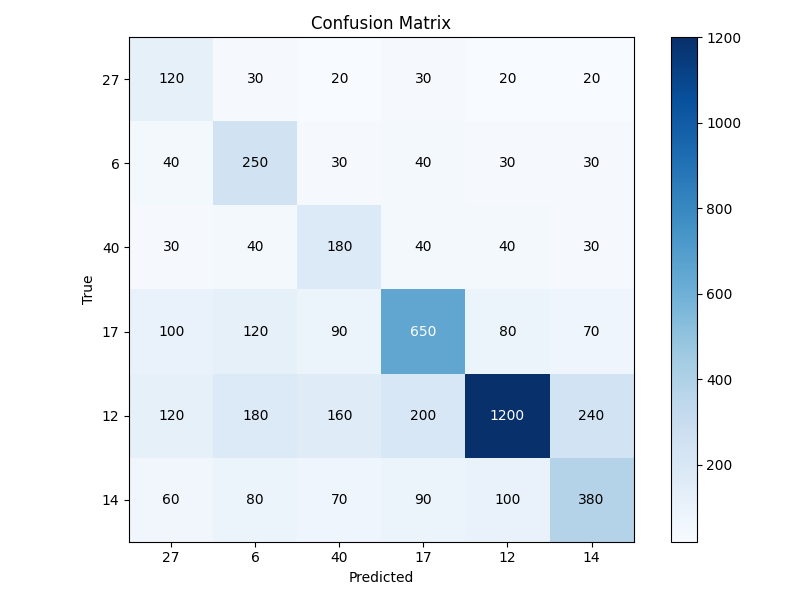 Confusion Matrix
27 120 30 20 30 20 20
6 40 250 30 40 30 30
40 30 40 180 40 40 30
17 100 120 90 650 80 70
12 120 180 160 200 1200 240
14 60 80 70 90 100 380
27 6 40 17 12 14
Predicted
True
1200
1000
800
600
400
200